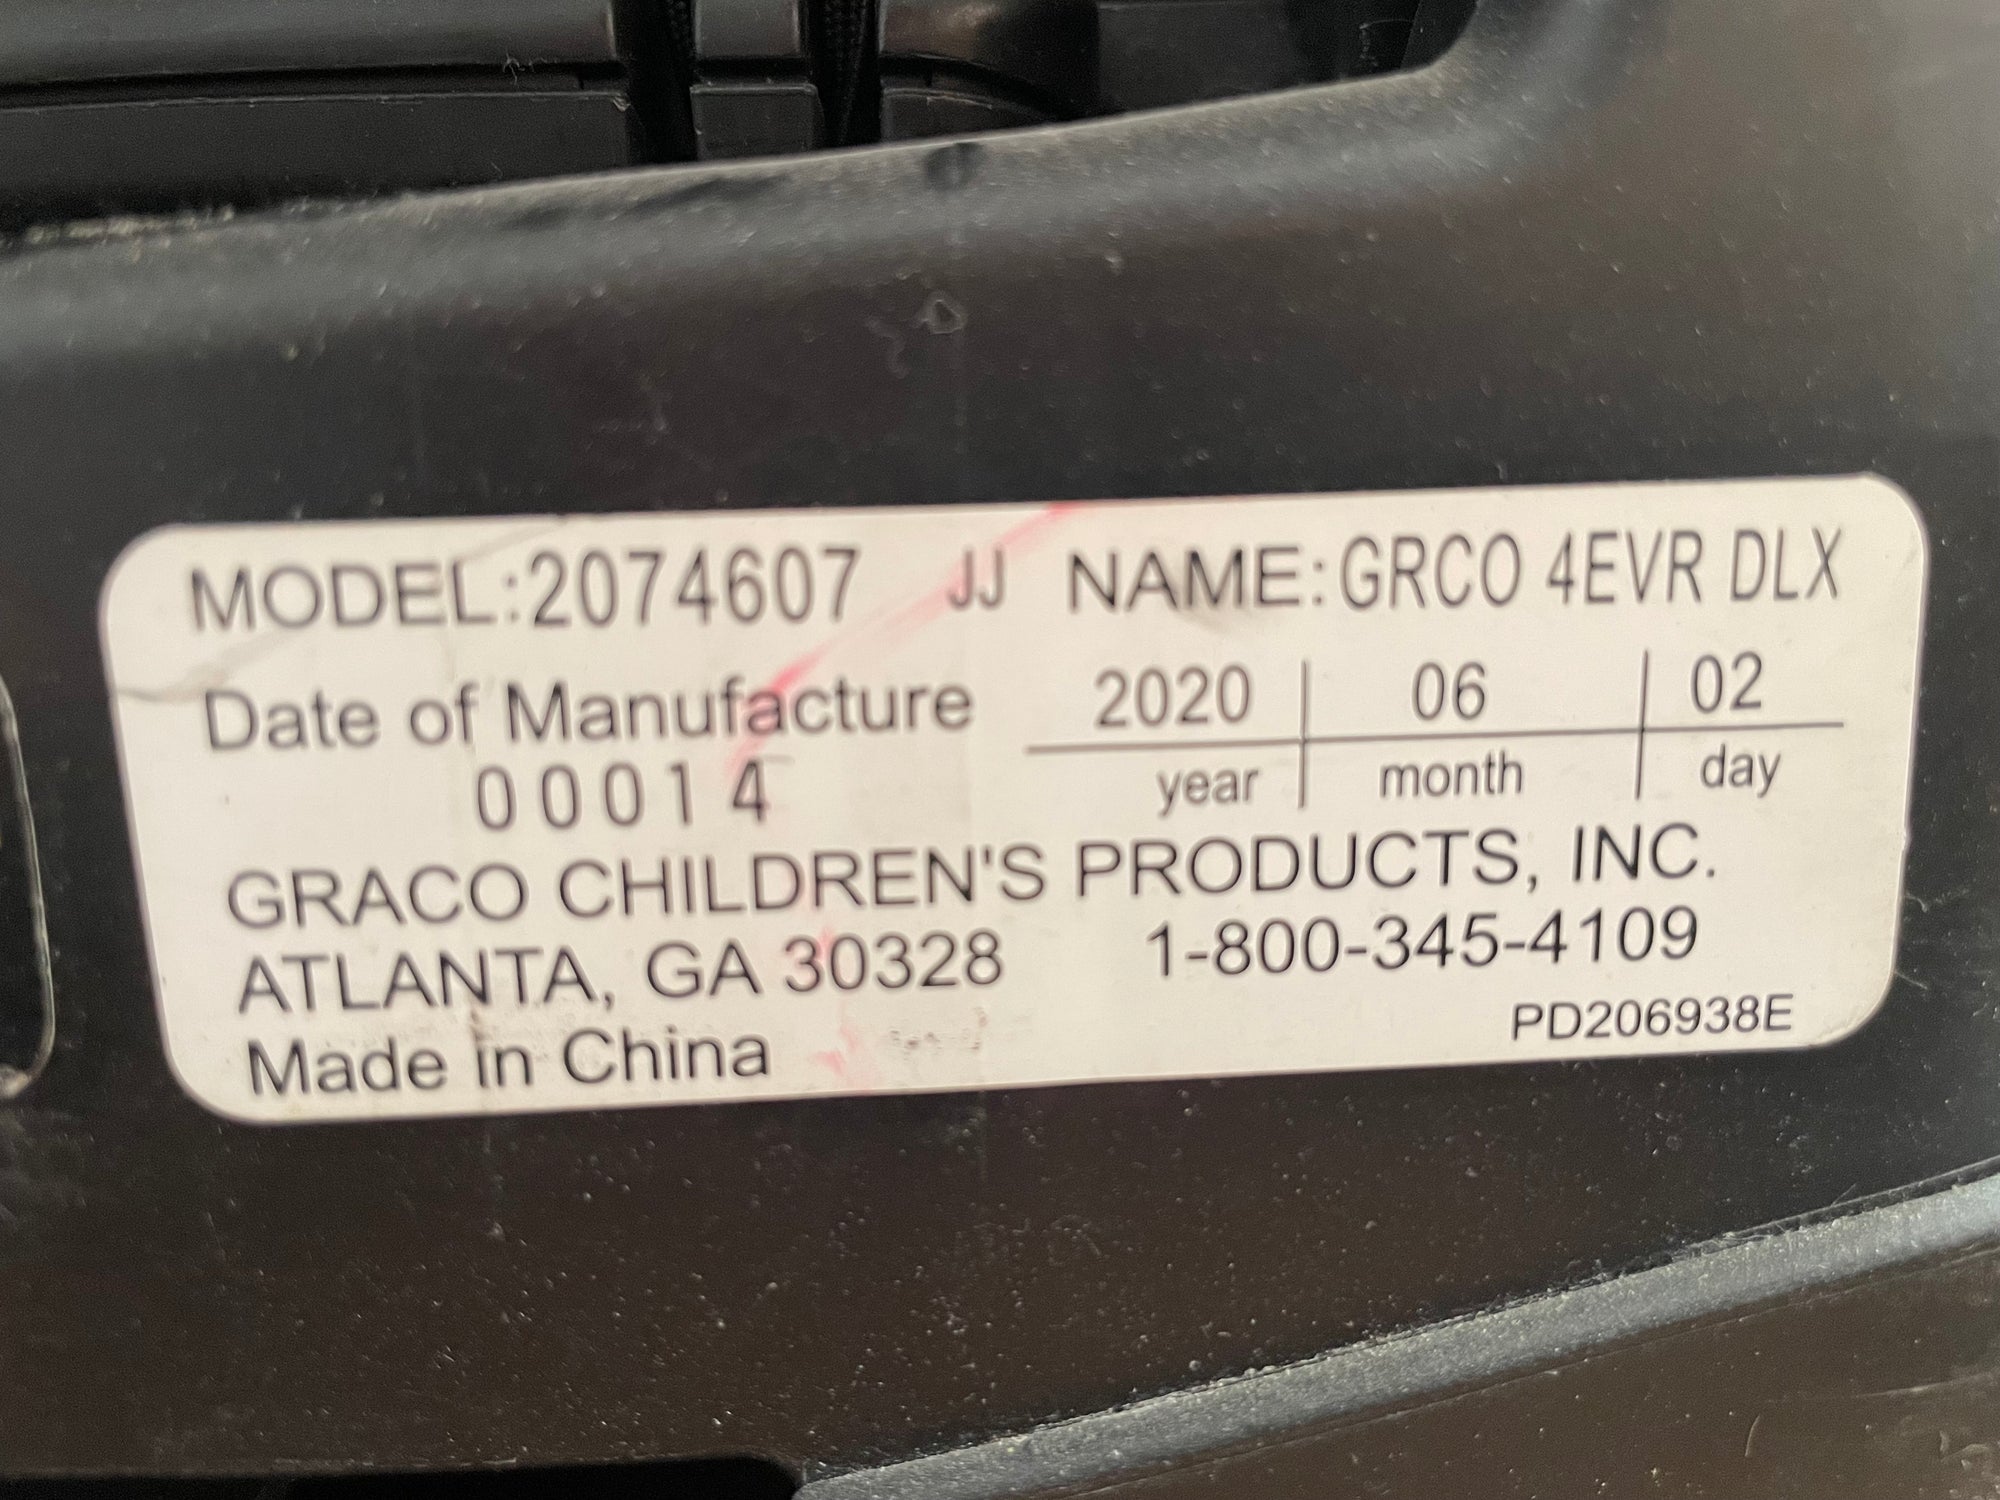 MODEL:2074607 JJ NAME:GRCO 4EVR DLX
Date of Manufacture 2020 06 02
year month day
00014
GRACO CHILDREN'S PRODUCTS, INC.
ATLANTA, GA 30328 1-800-345-4109
PD206938E
Made in China